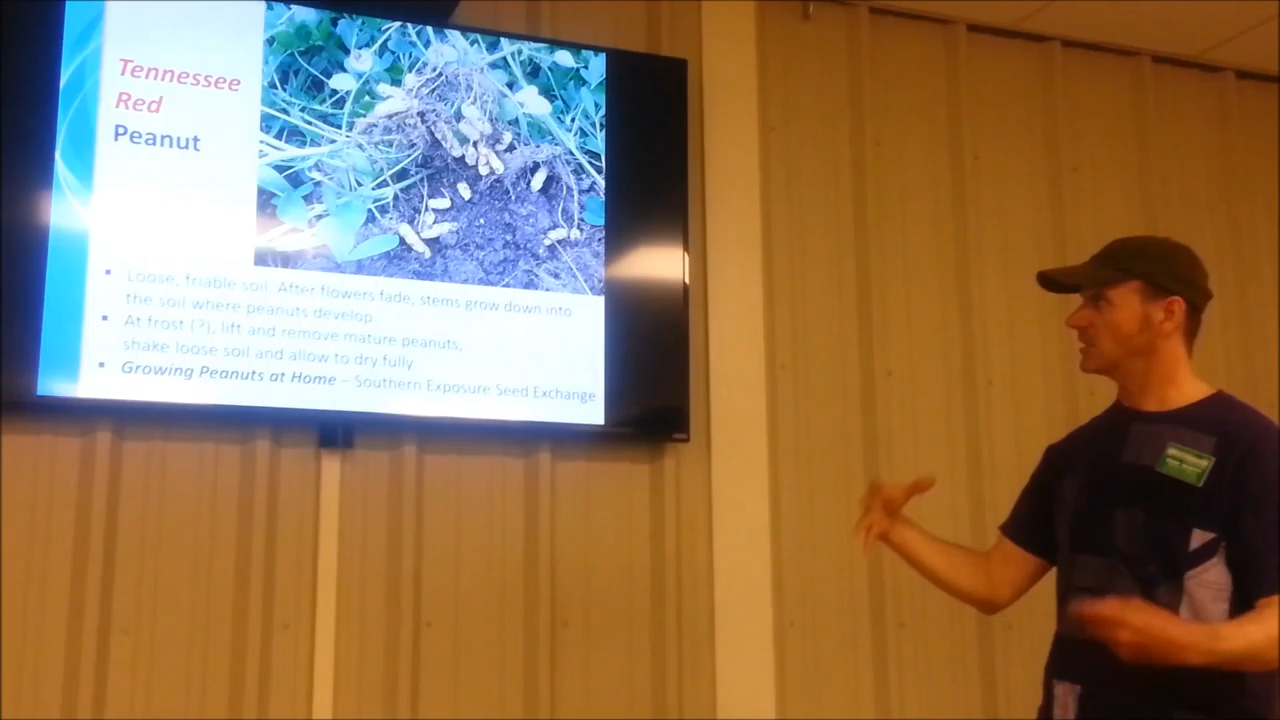 Tennessee
Red
Peanut
▪ Loose, friable soil. After flowers fade, stems grow down into
the soil where peanuts develop
▪ At frost (?), lift and remove mature peanuts,
shake loose soil and allow to dry fully
▪ Growing Peanuts at Home – Southern Exposure Seed Exchange